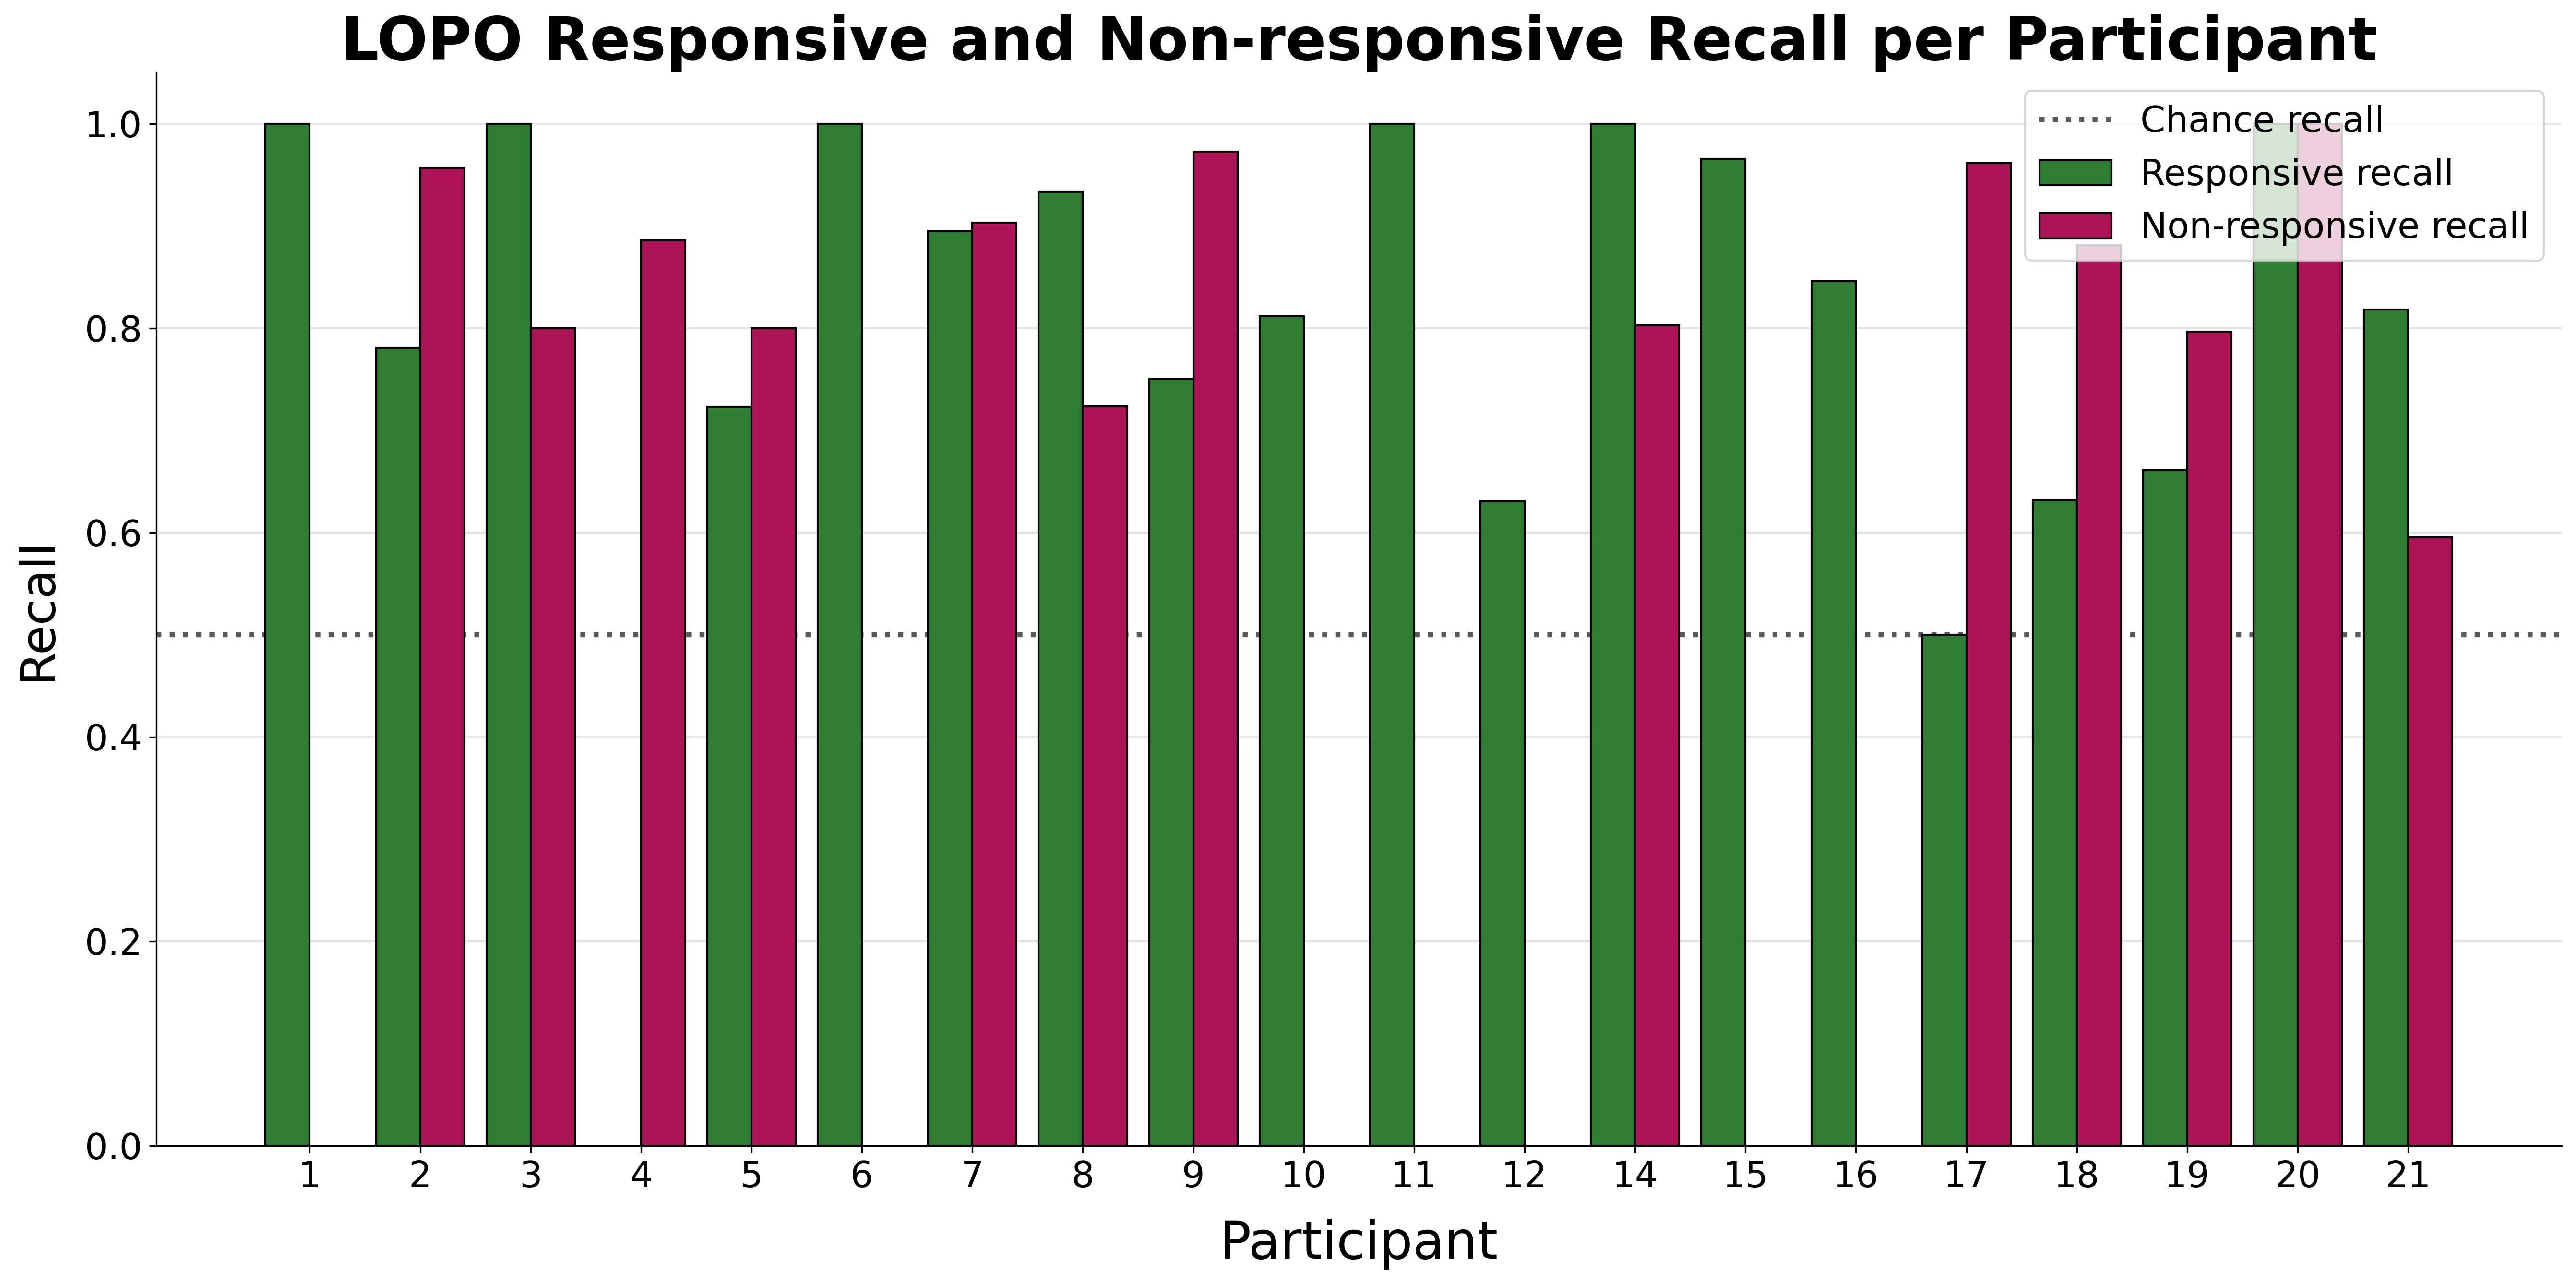 LOPO Responsive and Non-responsive Recall per Participant
Chance recall
Responsive recall
Non-responsive recall
1.0
0.8
0.6
0.4
0.2
0.0
Recall
1 2 3 4 5 6 7 8 9 10 11 12 14 15 16 17 18 19 20 21
Participant